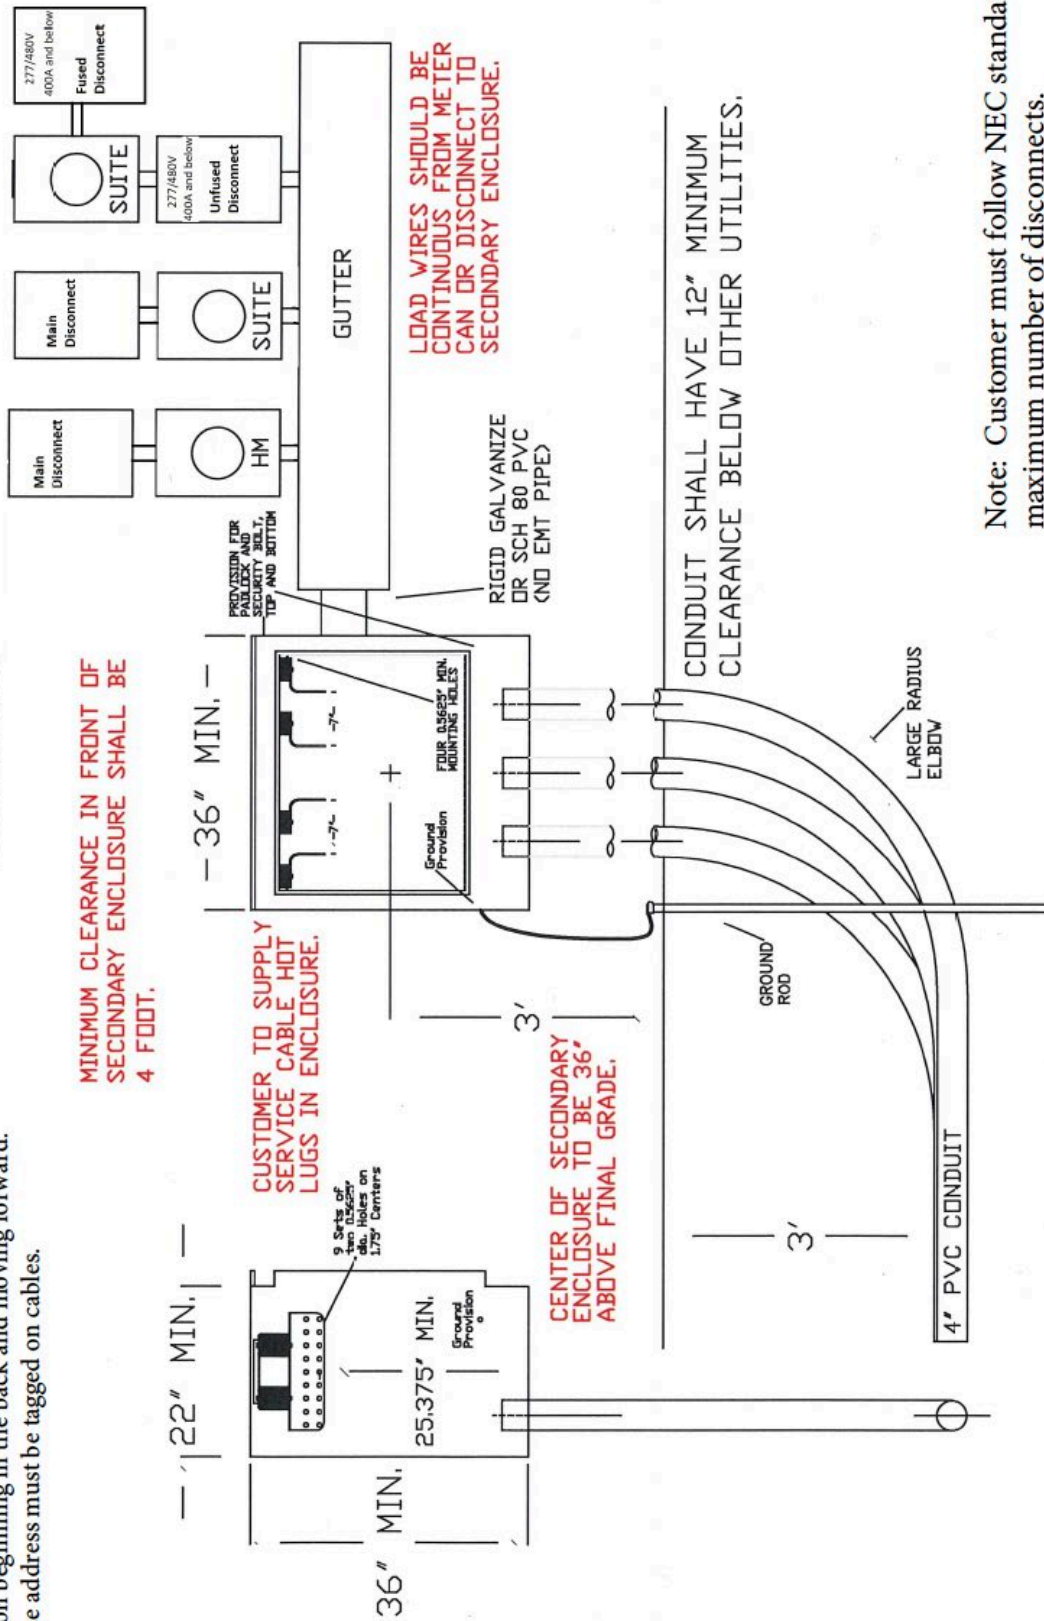 on beginning in the back and moving forward.
e address must be tagged on cables.
MINIMUM CLEARANCE IN FRONT OF
SECONDARY ENCLOSURE SHALL BE
4 FOOT.
277/480V
400A and below
Fused
Disconnect
SUITE
277/480V
400A and below
Unfused
Disconnect
Main
Disconnect
SUITE
Main
Disconnect
HM
GUTTER
22" MIN.
36" MIN.
PROVISION FOR
PADLOCK AND
SECURITY BOLT,
TOP AND BOTTOM
CUSTOMER TO SUPPLY
SERVICE CABLE HOT
LUGS IN ENCLOSURE.
LOAD WIRES SHOULD BE
CONTINUOUS FROM METER
CAN OR DISCONNECT TO
SECONDARY ENCLOSURE.
9 Sets of
two 0.5625"
dia. Holes on
1.75" Centers
7"
7"
FOUR 0.5625" MIN.
MOUNTING HOLES
Ground
Provision
36" MIN.
25.375" MIN.
Ground
Provision
RIGID GALVANIZE
OR SCH 80 PVC
(NO EMT PIPE)
3'
CENTER OF SECONDARY
ENCLOSURE TO BE 36"
ABOVE FINAL GRADE.
CONDUIT SHALL HAVE 12" MINIMUM
CLEARANCE BELOW OTHER UTILITIES.
GROUND
ROD
3'
LARGE RADIUS
ELBOW
4" PVC CONDUIT
Note: Customer must follow NEC standa
maximum number of disconnects.